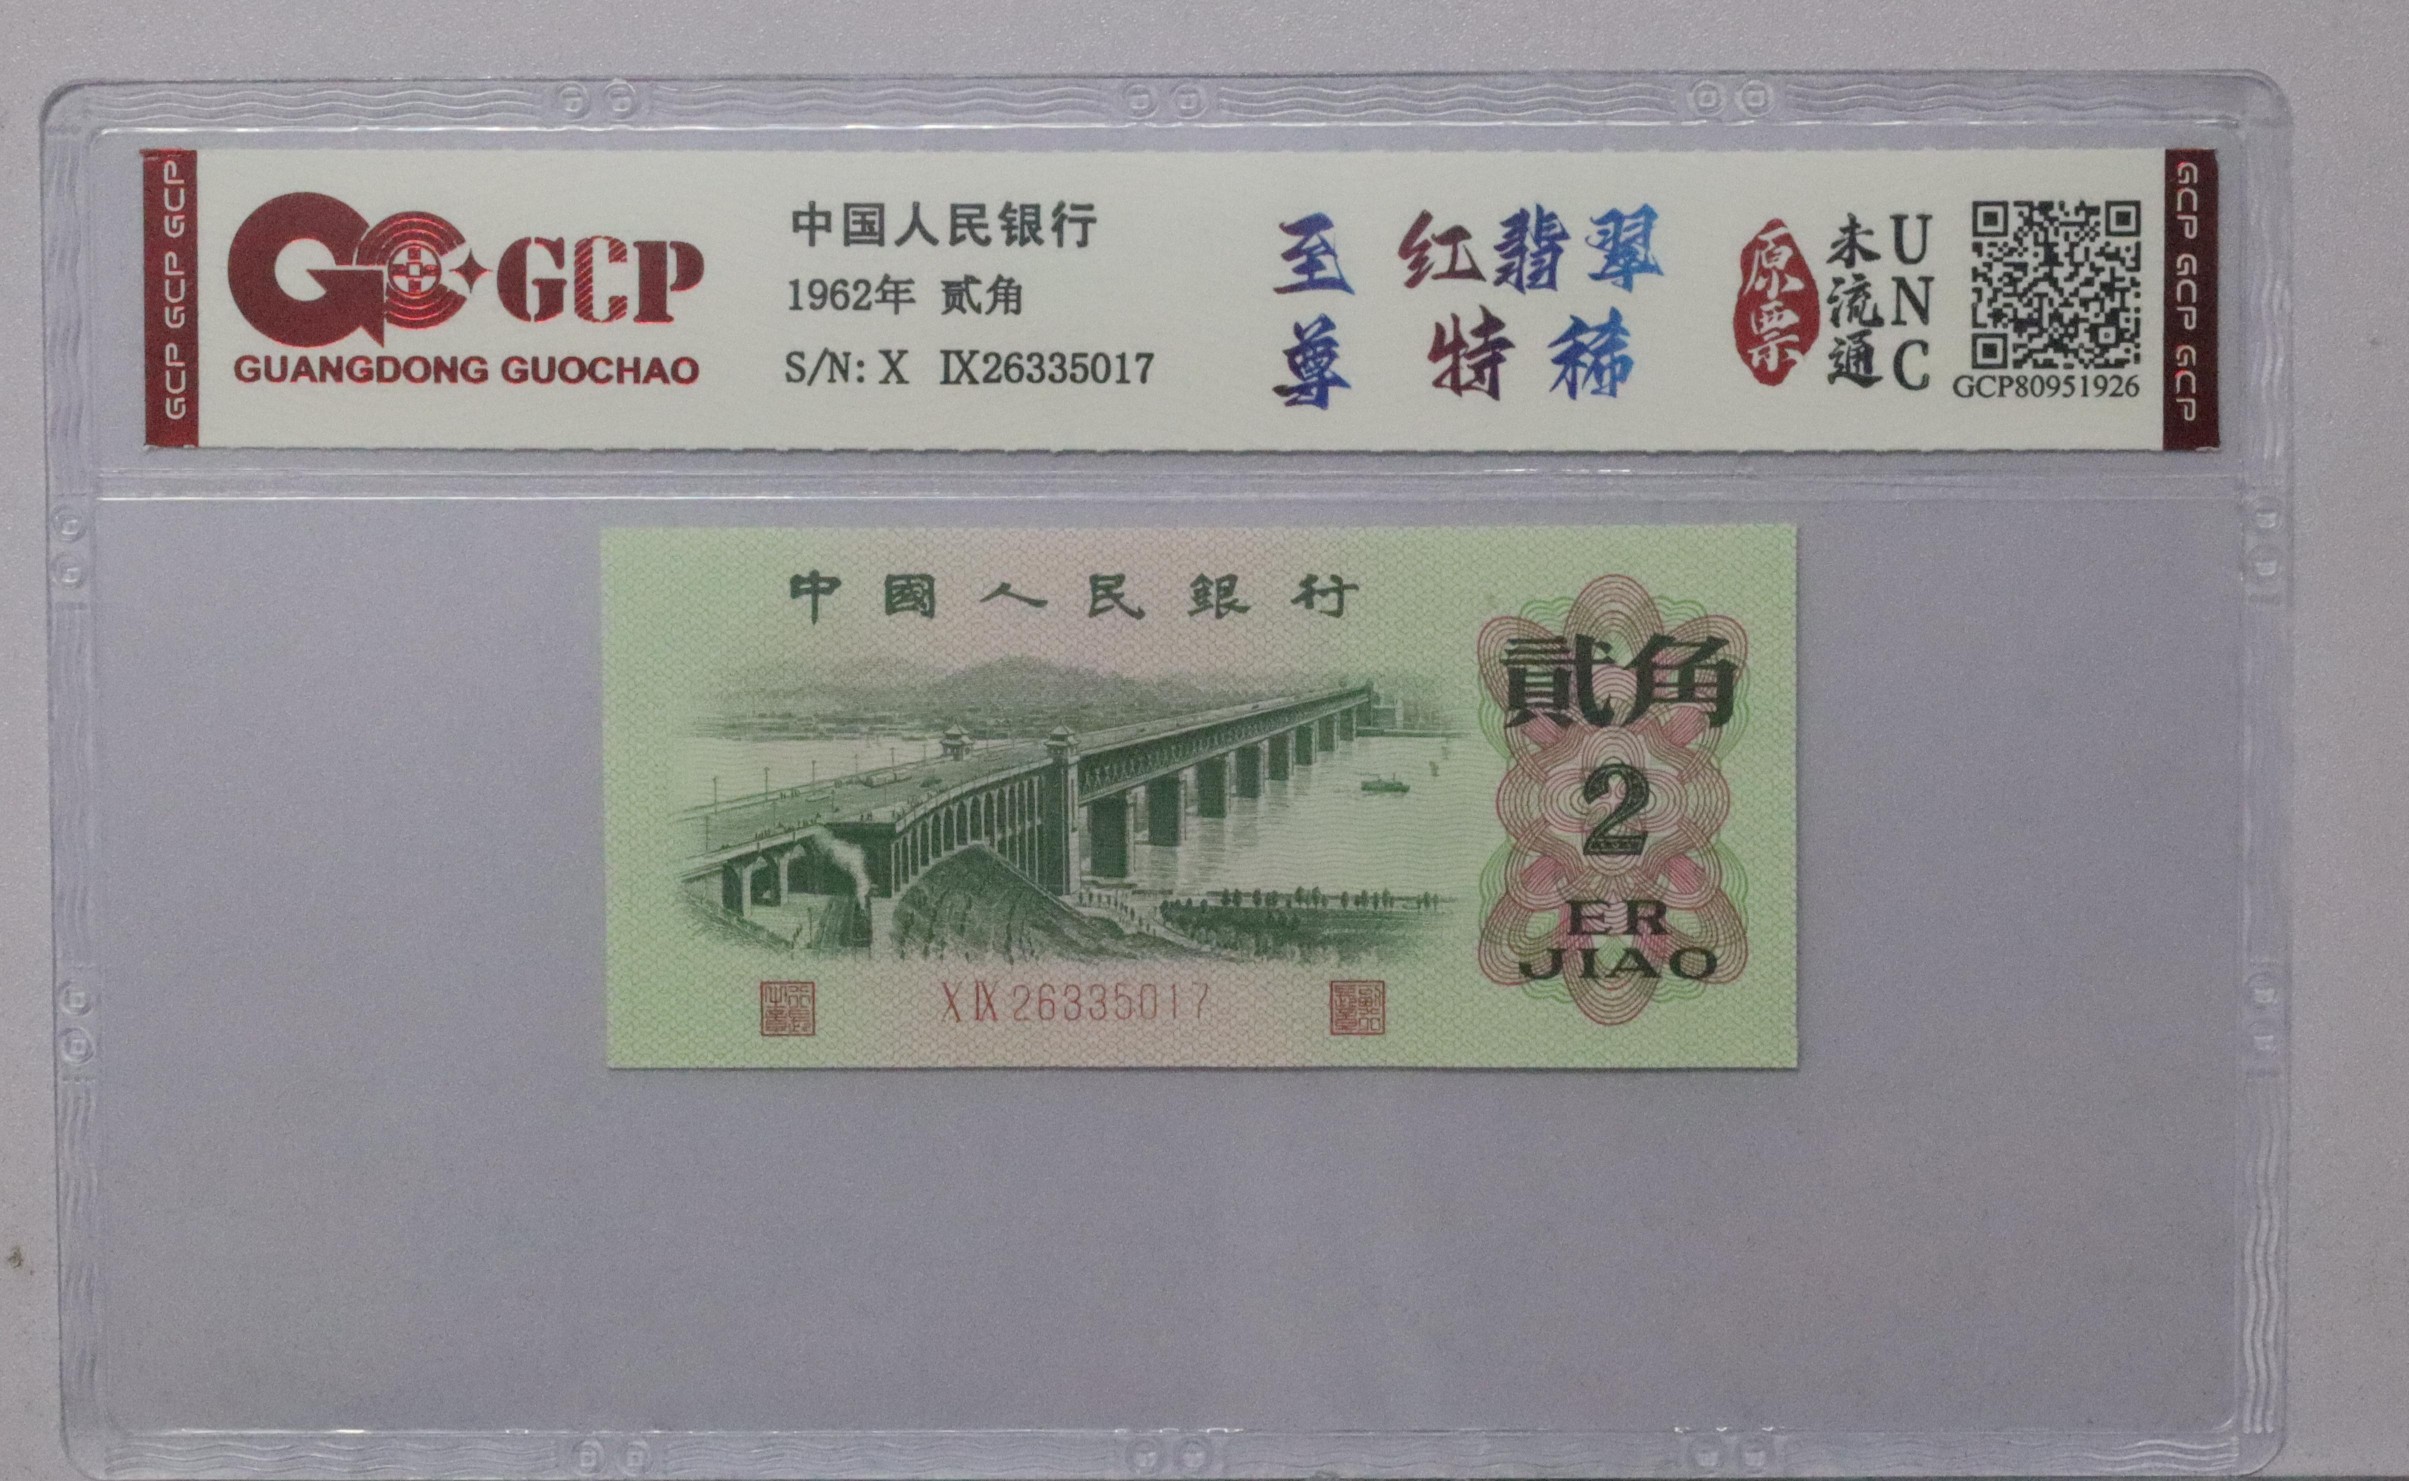 GCP GCP GCP
GCP
GUANGDONG GUOCHAO
中国人民银行
1962年 贰角
S/N: X IX26335017
至尊
红翡翠
特稀
原票
未流通
UNC
GCP80951926
GCP GCP GCP
中國人民銀行
貳角
2
ER
JIAO
X IX 26335017